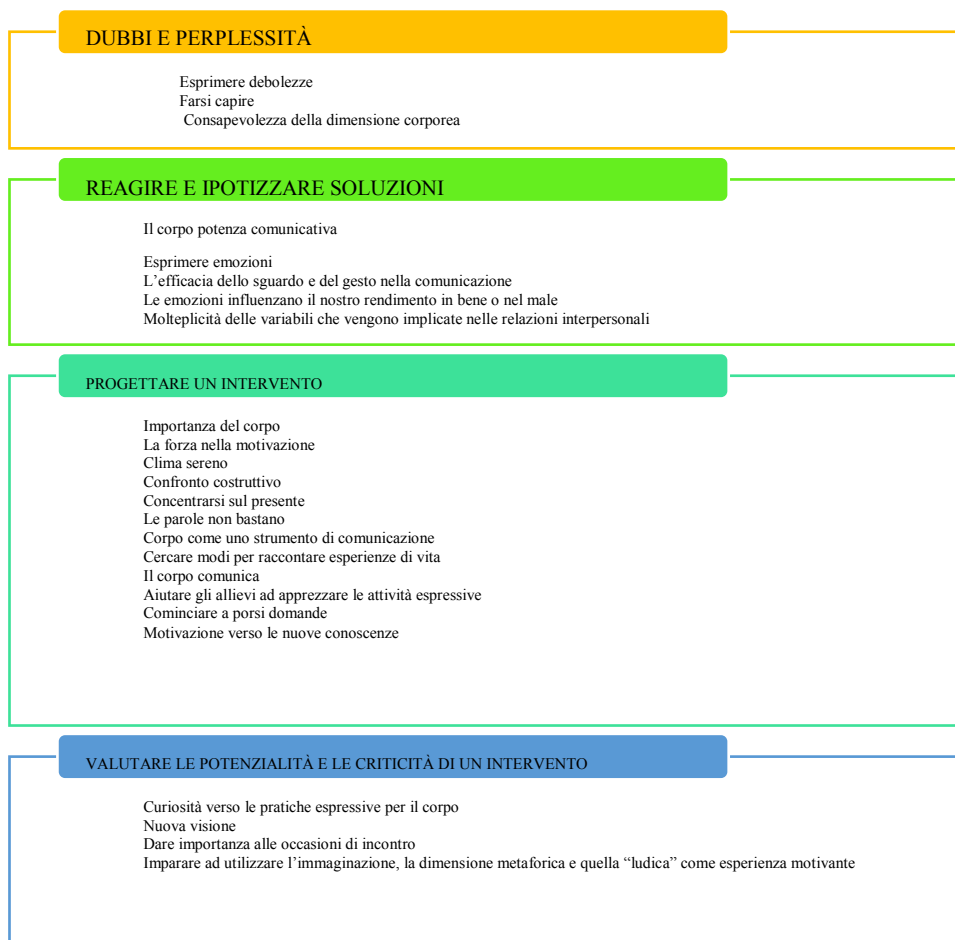 DUBBI E PERPLESSITÀ
Esprimere debolezze
Farsi capire
Consapevolezza della dimensione corporea
REAGIRE E IPOTIZZARE SOLUZIONI
Il corpo potenza comunicativa
Esprimere emozioni
L’efficacia dello sguardo e del gesto nella comunicazione
Le emozioni influenzano il nostro rendimento in bene o nel male
Molteplicità delle variabili che vengono implicate nelle relazioni interpersonali
PROGETTARE UN INTERVENTO
Importanza del corpo
La forza nella motivazione
Clima sereno
Confronto costruttivo
Concentrarsi sul presente
Le parole non bastano
Corpo come uno strumento di comunicazione
Cercare modi per raccontare esperienze di vita
Il corpo comunica
Aiutare gli allievi ad apprezzare le attività espressive
Cominciare a porsi domande
Motivazione verso le nuove conoscenze
VALUTARE LE POTENZIALITÀ E LE CRITICITÀ DI UN INTERVENTO
Curiosità verso le pratiche espressive per il corpo
Nuova visione
Dare importanza alle occasioni di incontro
Imparare ad utilizzare l’immaginazione, la dimensione metaforica e quella “ludica” come esperienza motivante